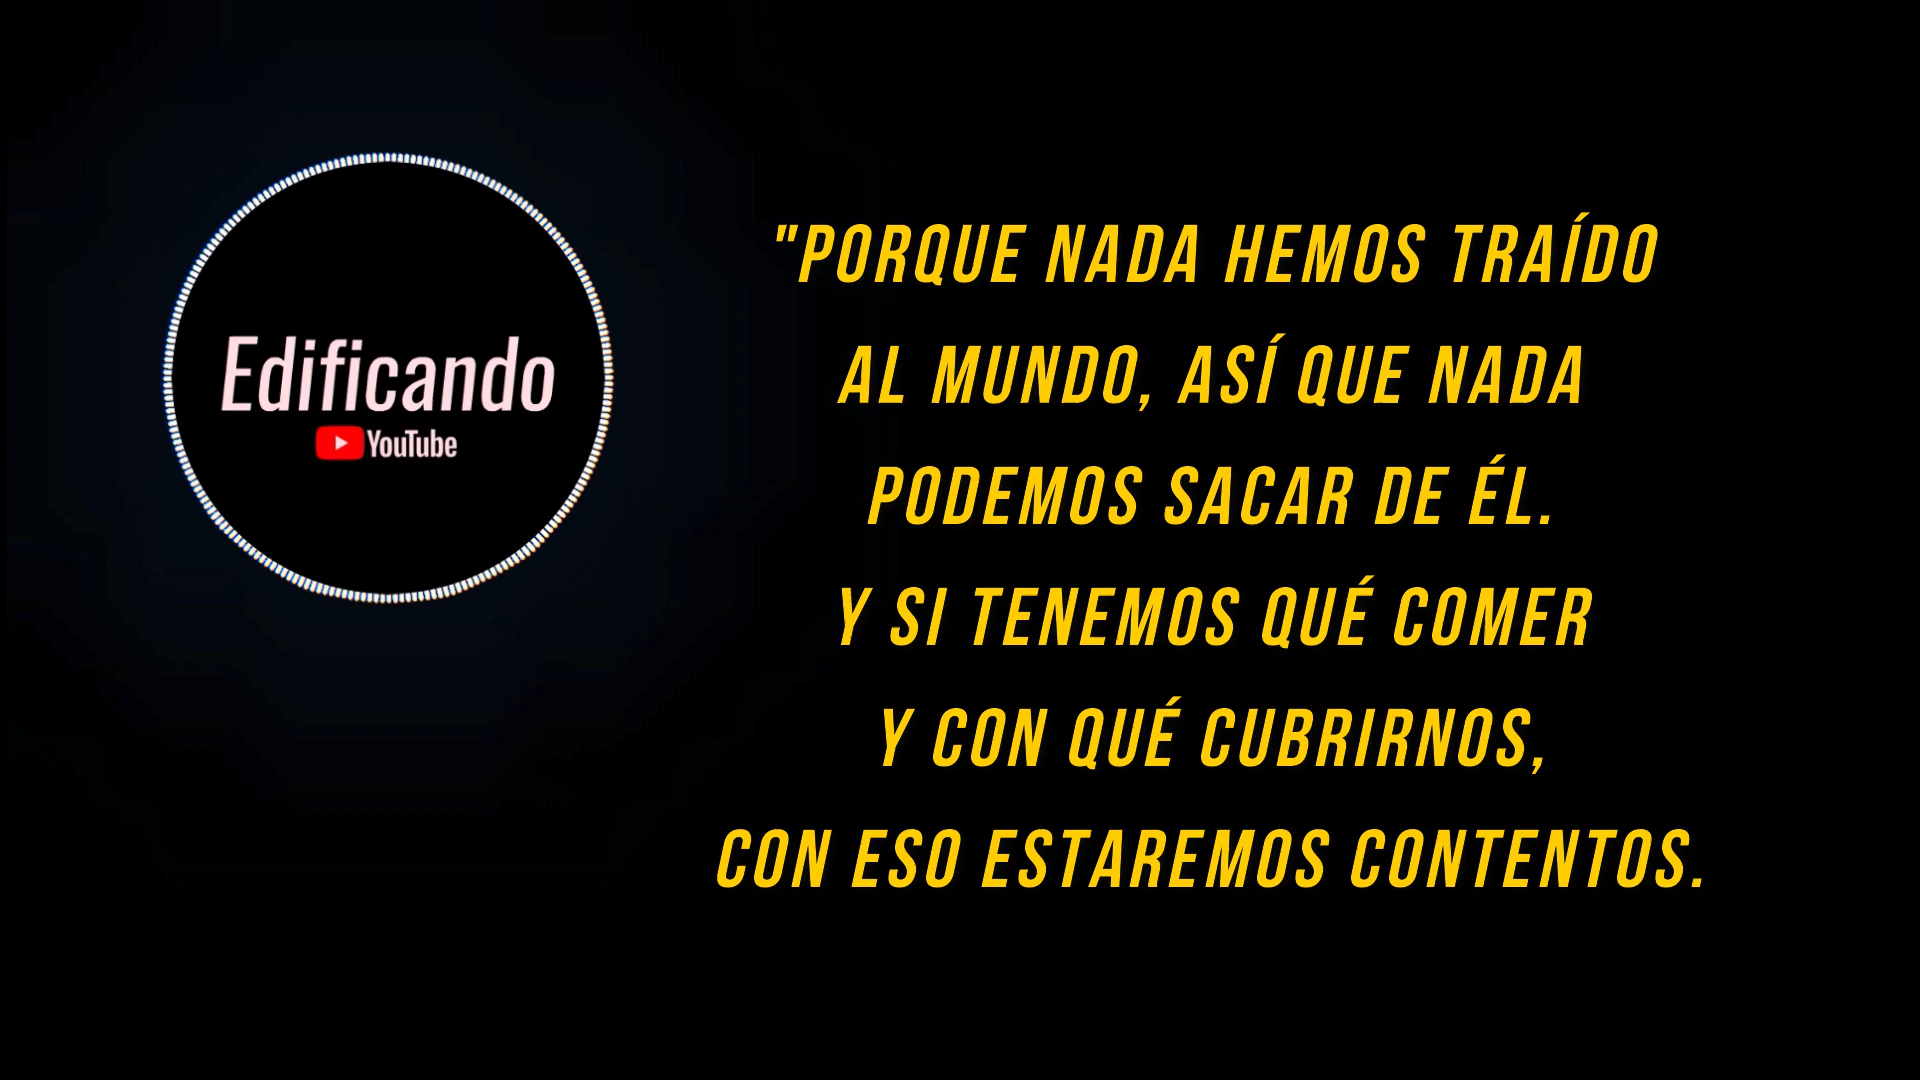 Edificando
YouTube
"PORQUE NADA HEMOS TRAÍDO
AL MUNDO, ASÍ QUE NADA
PODEMOS SACAR DE ÉL.
Y SI TENEMOS QUÉ COMER
Y CON QUÉ CUBRIRNOS,
CON ESO ESTAREMOS CONTENTOS.